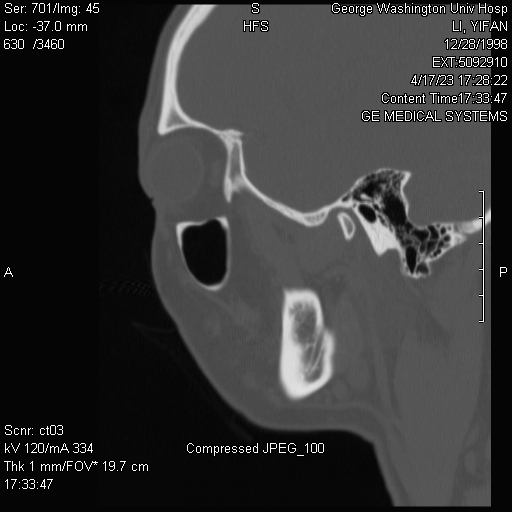 Ser: 701/Img: 45
Loc: -37.0 mm
630 /3460
S
HFS
George Washington Univ Hosp
LI, YIFAN
12/28/1998
EXT:5092910
4/17/23 17:28:22
Content Time17:33:47
GE MEDICAL SYSTEMS
A
P
Scnr: ct03
kV 120/mA 334
Thk 1 mm/FOV* 19.7 cm
17:33:47
Compressed JPEG_100